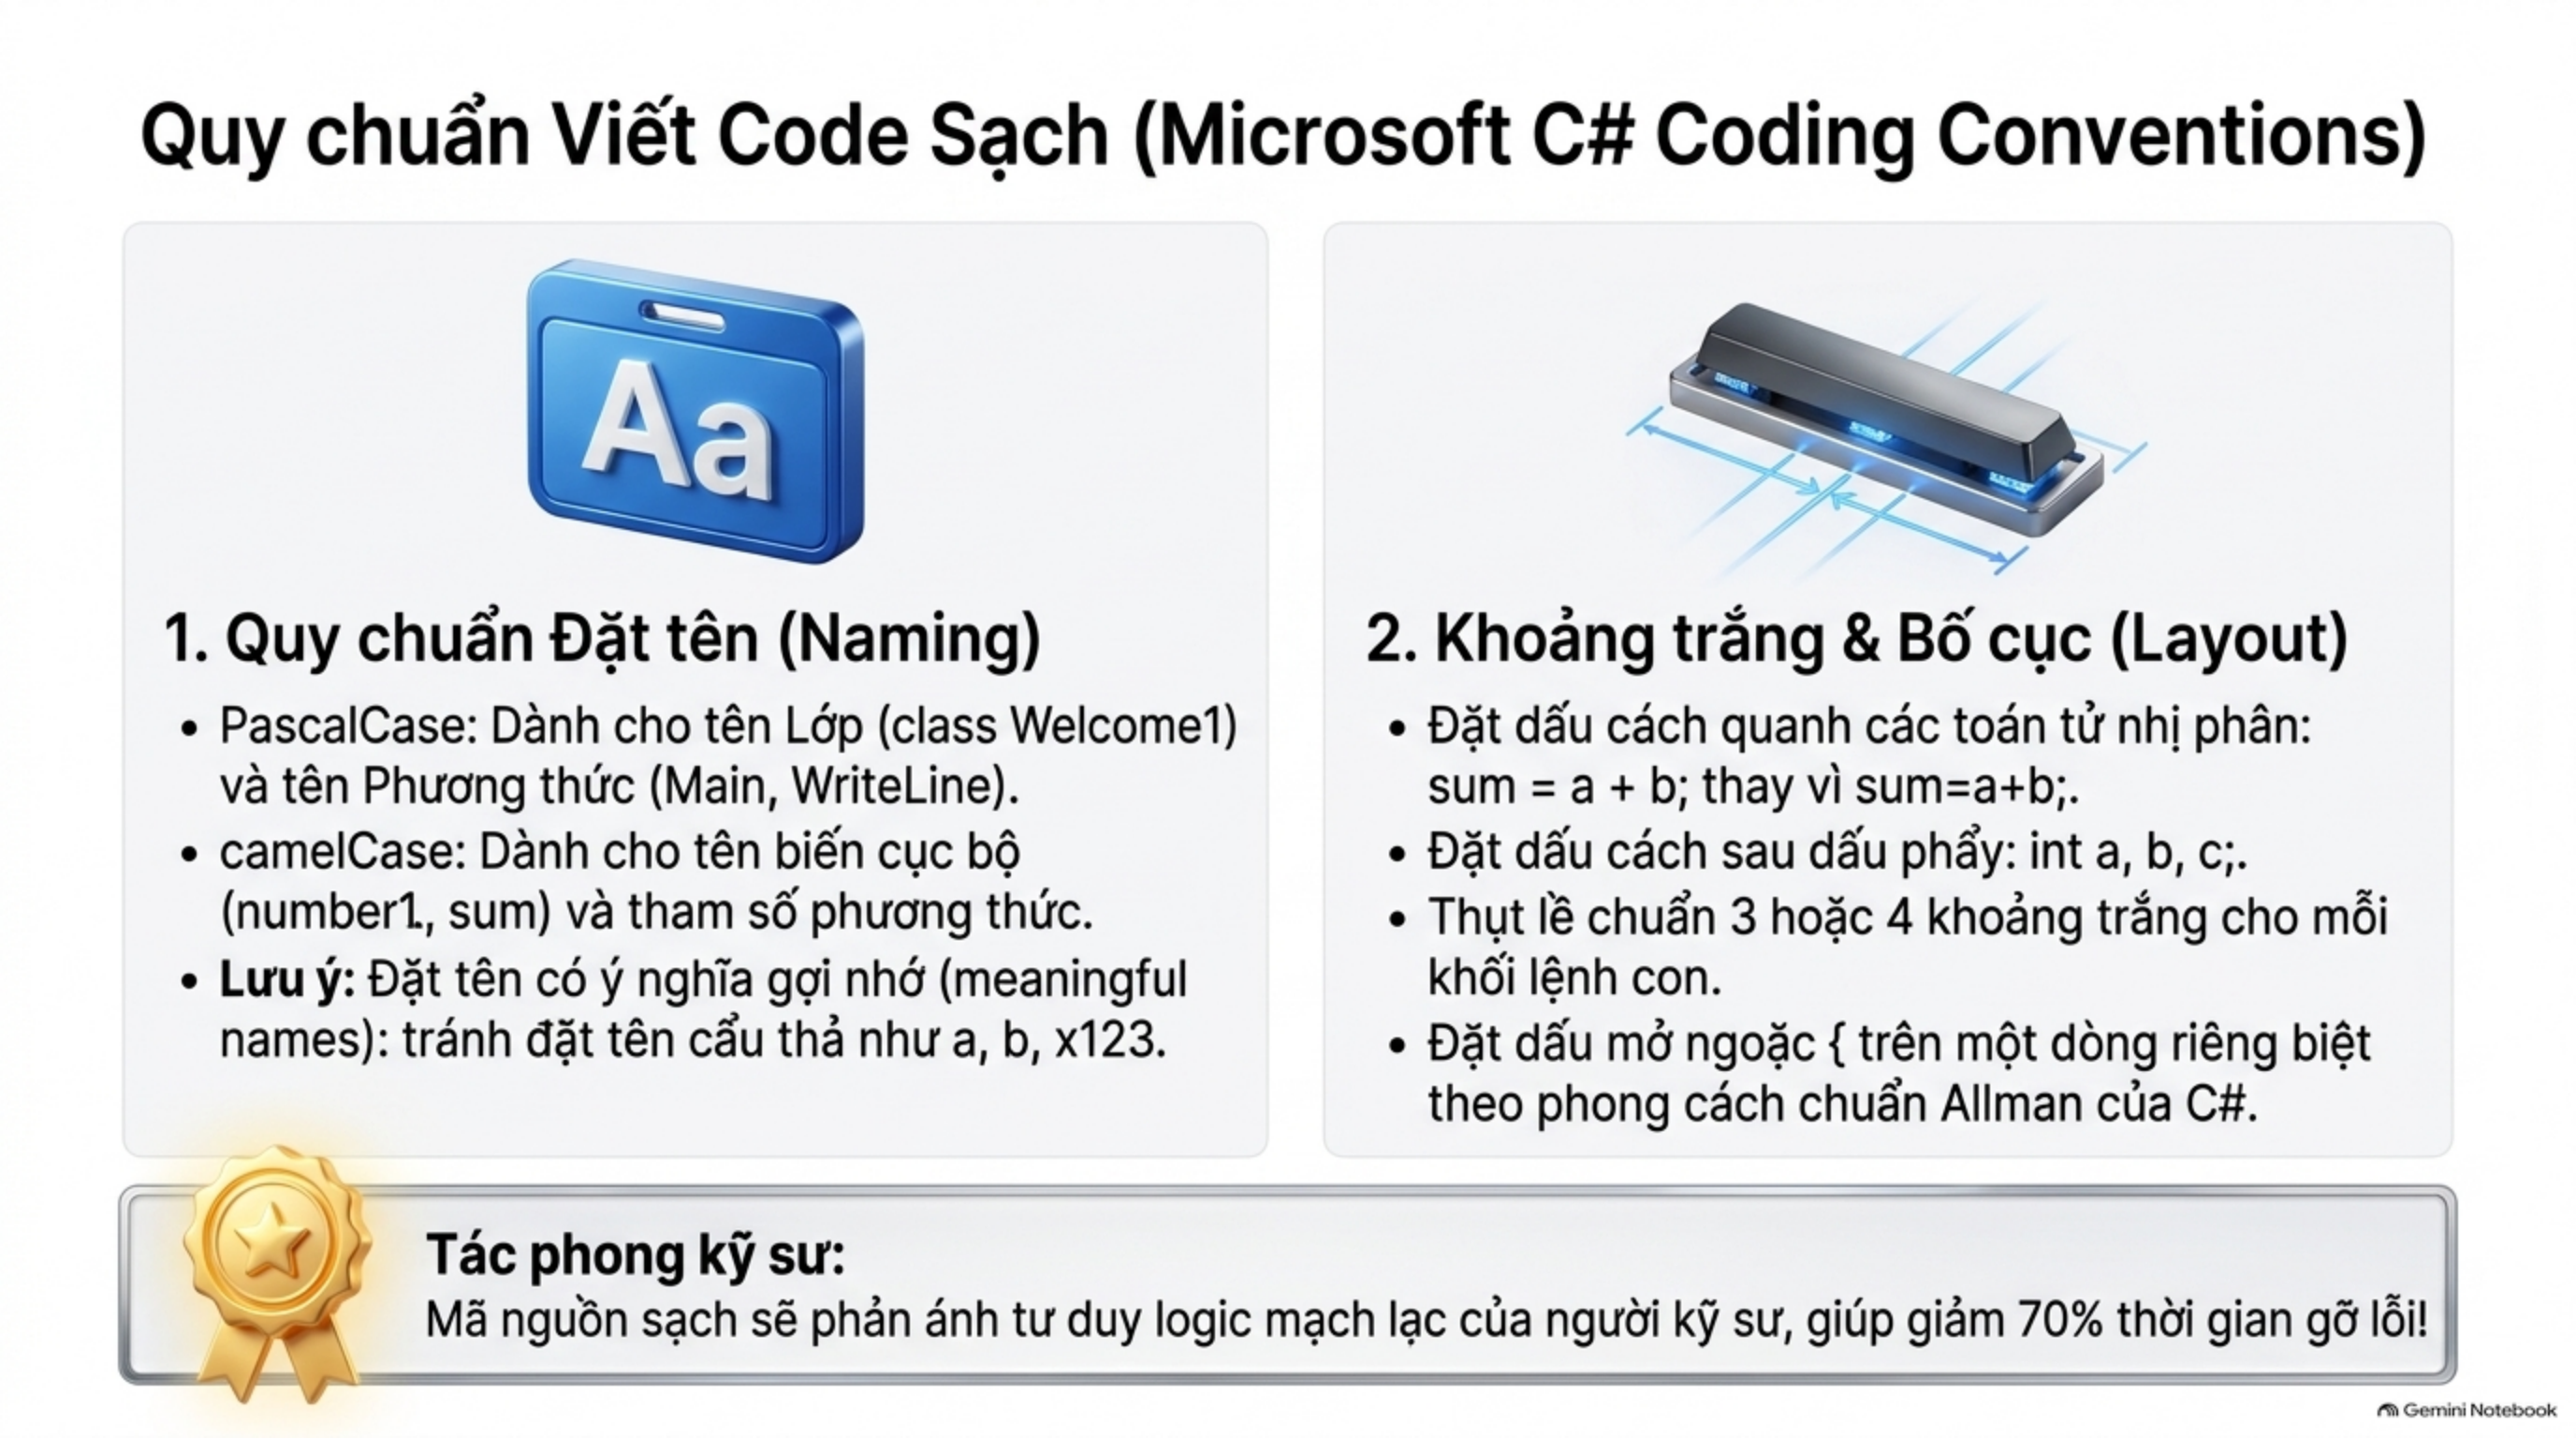 Quy chuẩn Viết Code Sạch (Microsoft C# Coding Conventions)
Aa
1. Quy chuẩn Đặt tên (Naming)
• PascalCase: Dành cho tên Lớp (class Welcome1)
và tên Phương thức (Main, WriteLine).
• camelCase: Dành cho tên biến cục bộ
(number1., sum) và tham số phương thức.
• Lưu ý: Đặt tên có ý nghĩa gợi nhớ (meaningful
names): tránh đặt tên cẩu thả như a, b, x123.
2. Khoảng trắng & Bố cục (Layout)
• Đặt dấu cách quanh các toán tử nhị phân:
sum = a + b; thay vì sum=a+b;.
• Đặt dấu cách sau dấu phẩy: int a, b, c;.
• Thụt lề chuẩn 3 hoặc 4 khoảng trắng cho mỗi
khối lệnh con.
• Đặt dấu mở ngoặc { trên một dòng riêng biệt
theo phong cách chuẩn Allman của C#.
Tác phong kỹ sư:
Mã nguồn sạch sẽ phản ánh tư duy logic mạch lạc của người kỹ sư, giúp giảm 70% thời gian gỡ lỗi!
Gemini Notebook